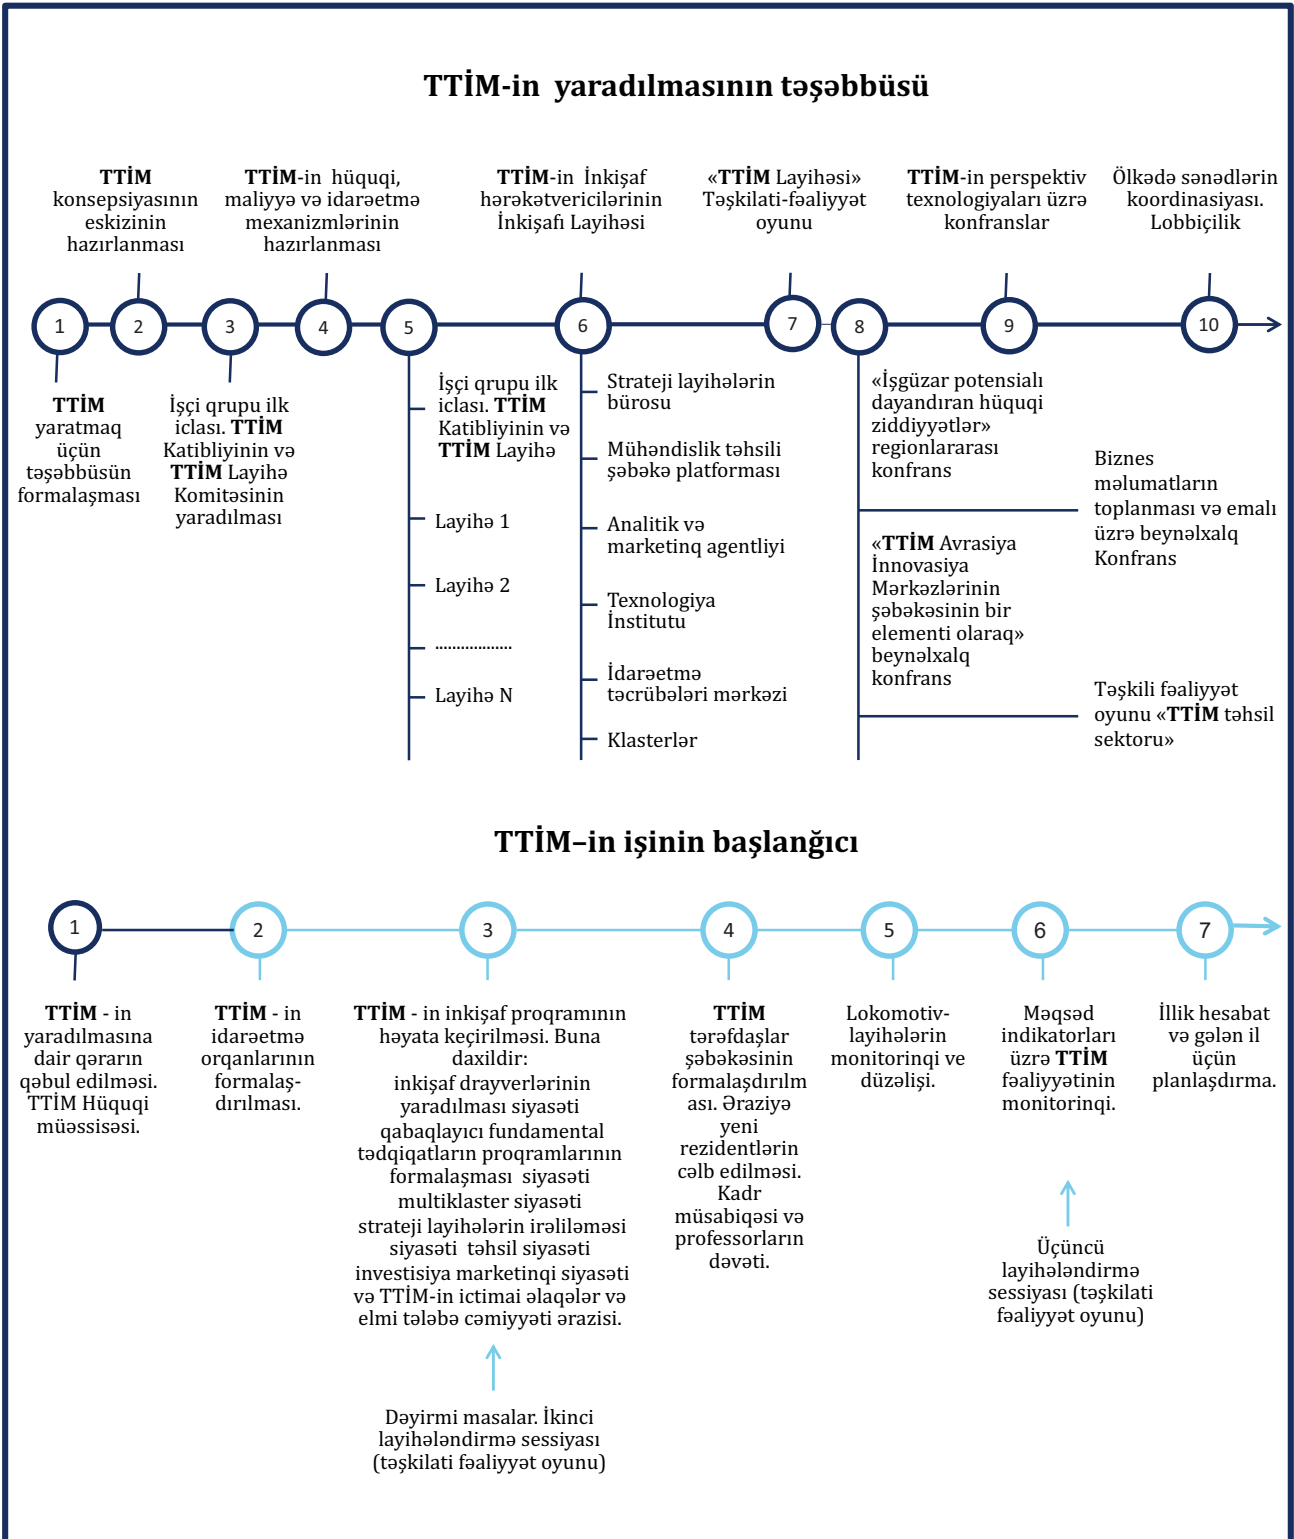 TTİM-in yaradılmasının təşəbbüsü
TTİM
konsepsiyasının
eskizinin
hazırlanması
TTİM-in hüquqi,
maliyyə və idarəetmə
mexanizmlərinin
hazırlanması
TTİM-in İnkişaf
hərəkətvericilərinin
İnkişafı Layihəsi
«TTİM Layihəsi»
Təşkilati-fəaliyyət
oyunu
TTİM-in perspektiv
texnologiyaları üzrə
konfranslar
Ölkədə sənədlərin
koordinasiyası.
Lobbiçilik
1
2
3
4
5
6
7
8
9
10
TTİM
yaratmaq
üçün
təşəbbüsün
formalaşması
İşçi qrupu ilk
iclası. TTİM
Katibliyinin və
TTİM Layihə
Komitəsinin
yaradılması
İşçi qrupu ilk
iclası. TTİM
Katibliyinin və
TTİM Layihə
Layihə 1
Layihə 2
..................
Layihə N
Strateji layihələrin
bürosu
Mühəndislik təhsili
şəbəkə platforması
Analitik və
marketinq agentliyi
Texnologiya
İnstitutu
İdarəetmə
təcrübələri mərkəzi
Klasterlər
«İşgüzar potensialı
dayandıran hüquqi
ziddiyyətlər»
regionlararası
konfrans
«TTİM Avrasiya
İnnovasiya
Mərkəzlərinin
şəbəkəsinin bir
elementi olaraq»
beynəlxalq
konfrans
Biznes
məlumatların
toplanması və emalı
üzrə beynəlxalq
Konfrans
Təşkili fəaliyyət
oyunu «TTİM təhsil
sektoru»
TTİM–in işinin başlanğıcı
1
2
3
4
5
6
7
TTİM - in
yaradılmasına
dair qərarın
qəbul edilməsi.
TTİM Hüquqi
müəssisəsi.
TTİM - in
idarəetmə
orqanlarının
formalaş-
dırılması.
TTİM - in inkişaf proqramının
həyata keçirilməsi. Buna
daxildir:
inkişaf drayverlərinin
yaradılması siyasəti
qabaqlayıcı fundamental
tədqiqatların proqramlarının
formalaşması siyasəti
multiklaster siyasəti
strateji layihələrin irəliləməsi
siyasəti təhsil siyasəti
investisiya marketinqi siyasəti
və TTİM-in ictimai əlaqələr və
elmi tələbə cəmiyyəti ərazisi.
TTİM
tərəfdaşlar
şəbəkəsinin
formalaşdırılm
ası. Əraziyə
yeni
rezidentlərin
cəlb edilməsi.
Kadr
müsabiqəsi və
professorların
dəvəti.
Lokomotiv-
layihələrin
monitorinqi ve
düzəlişi.
Məqsəd
indikatorları
üzrə TTİM
fəaliyyətinin
monitorinqi.
İllik hesabat
və gələn il
üçün
planlaşdırma.
Üçüncü
layihələndirmə
sessiyası (təşkilati
fəaliyyət oyunu)
Dəyirmi masalar. İkinci
layihələndirmə sessiyası
(təşkilati fəaliyyət oyunu)